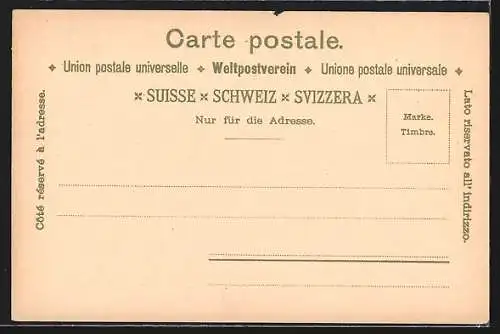 Carte postale.
✤ Union postale universelle ✤ Weltpostverein ✤ Unione postale universale ✤
✕ SUISSE ✕ SCHWEIZ ✕ SVIZZERA ✕
Nur für die Adresse.
Marke.
Timbre.
Côté réservé à l'adresse.
Lato riservato all' indirizzo.